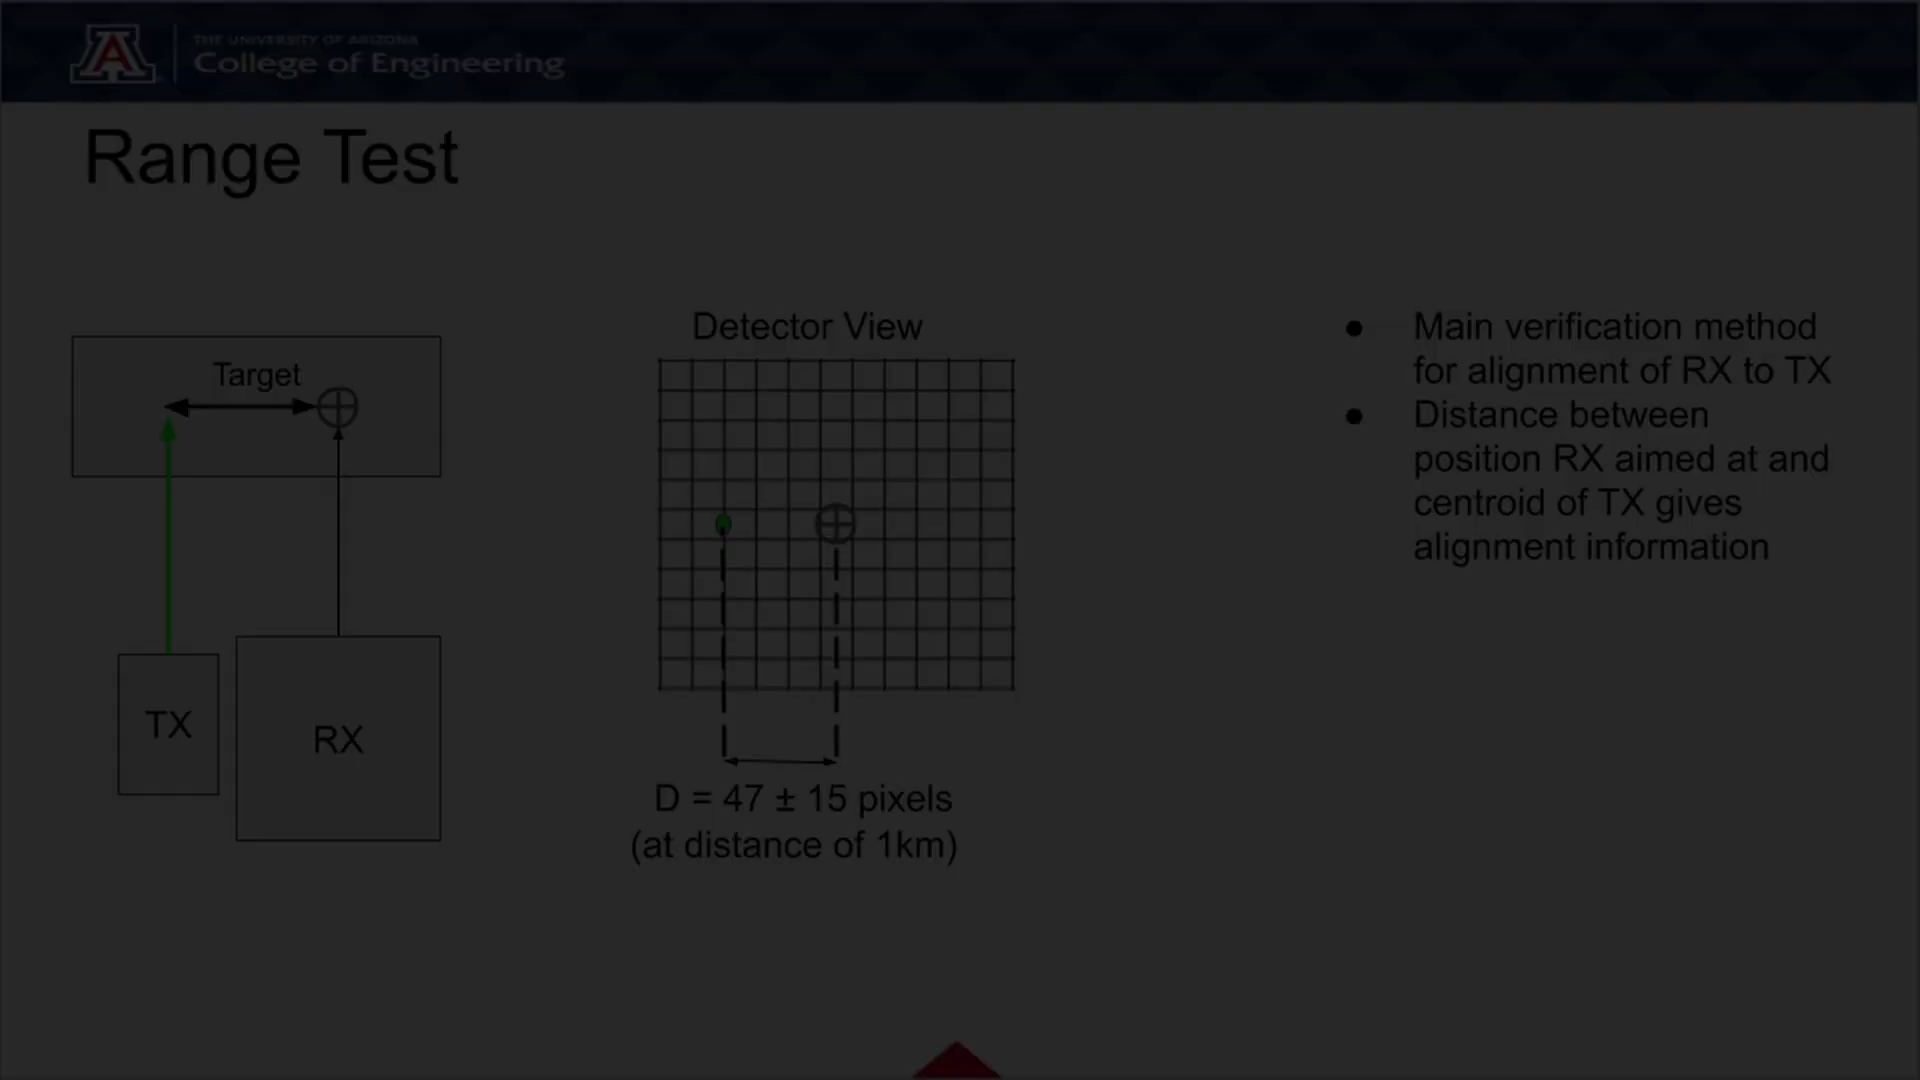 THE UNIVERSITY OF ARIZONA
College of Engineering
Range Test
Target
TX
RX
Detector View
D = 47 ± 15 pixels
(at distance of 1km)
● Main verification method
for alignment of RX to TX
● Distance between
position RX aimed at and
centroid of TX gives
alignment information